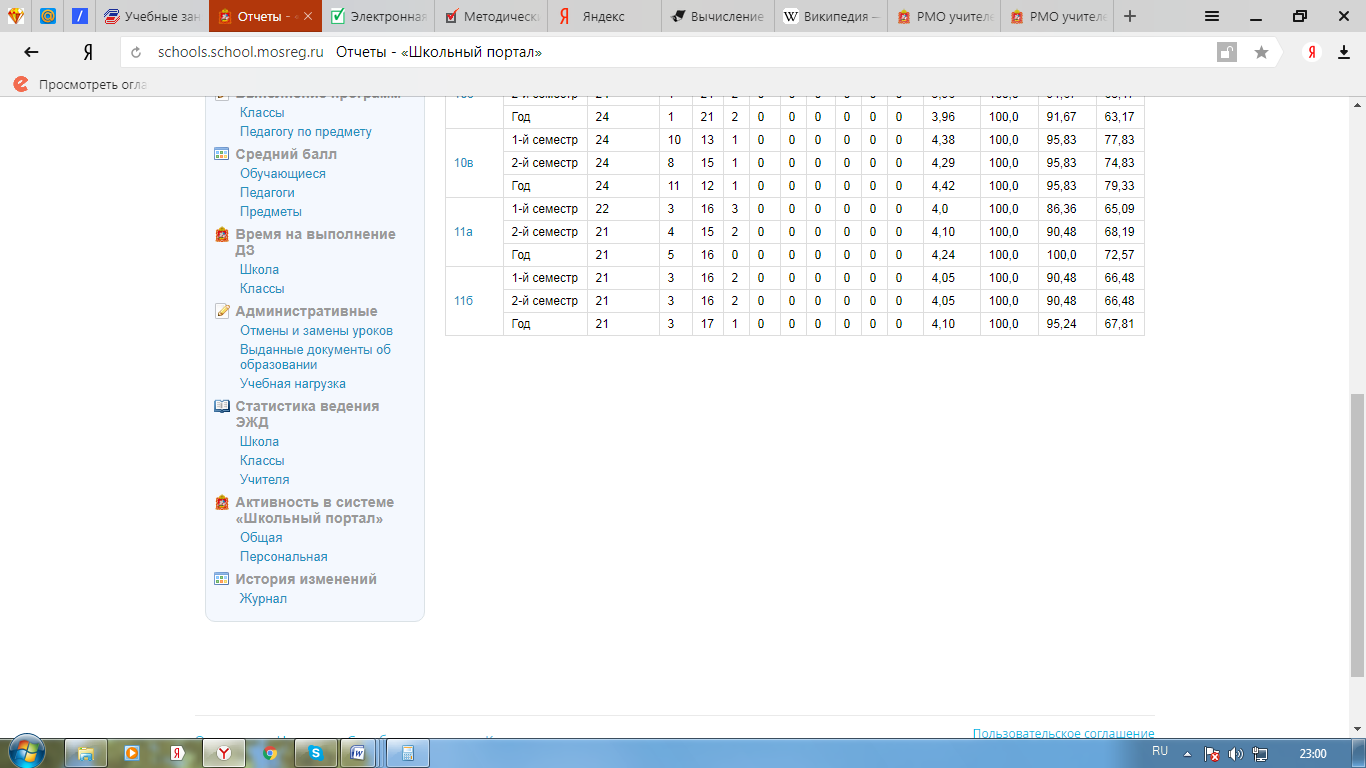 Учебные зан
Отчеты - «
Электронная
Методически
Яндекс
Вычисление
Википедия —
РМО учителе
РМО учителе
schools.school.mosreg.ru Отчеты - «Школьный портал»
Просмотреть огла
Выполнение программ
Классы
Педагогу по предмету
Средний балл
Обучающиеся
Педагоги
Предметы
Время на выполнение
ДЗ
Школа
Классы
Административные
Отмены и замены уроков
Выданные документы об
образовании
Учебная нагрузка
Статистика ведения
ЭЖД
Школа
Классы
Учителя
Активность в системе
«Школьный портал»
Общая
Персональная
История изменений
Журнал
Год 24 1 21 2 0 0 0 0 0 0 3,96 100,0 91,67 63,17
10в
1-й семестр 24 10 13 1 0 0 0 0 0 0 4,38 100,0 95,83 77,83
2-й семестр 24 8 15 1 0 0 0 0 0 0 4,29 100,0 95,83 74,83
Год 24 11 12 1 0 0 0 0 0 0 4,42 100,0 95,83 79,33
11а
1-й семестр 22 3 16 3 0 0 0 0 0 0 4,0 100,0 86,36 65,09
2-й семестр 21 4 15 2 0 0 0 0 0 0 4,10 100,0 90,48 68,19
Год 21 5 16 0 0 0 0 0 0 0 4,24 100,0 100,0 72,57
11б
1-й семестр 21 3 16 2 0 0 0 0 0 0 4,05 100,0 90,48 66,48
2-й семестр 21 3 16 2 0 0 0 0 0 0 4,05 100,0 90,48 66,48
Год 21 3 17 1 0 0 0 0 0 0 4,10 100,0 95,24 67,81
Пользовательское соглашение
RU
23:00